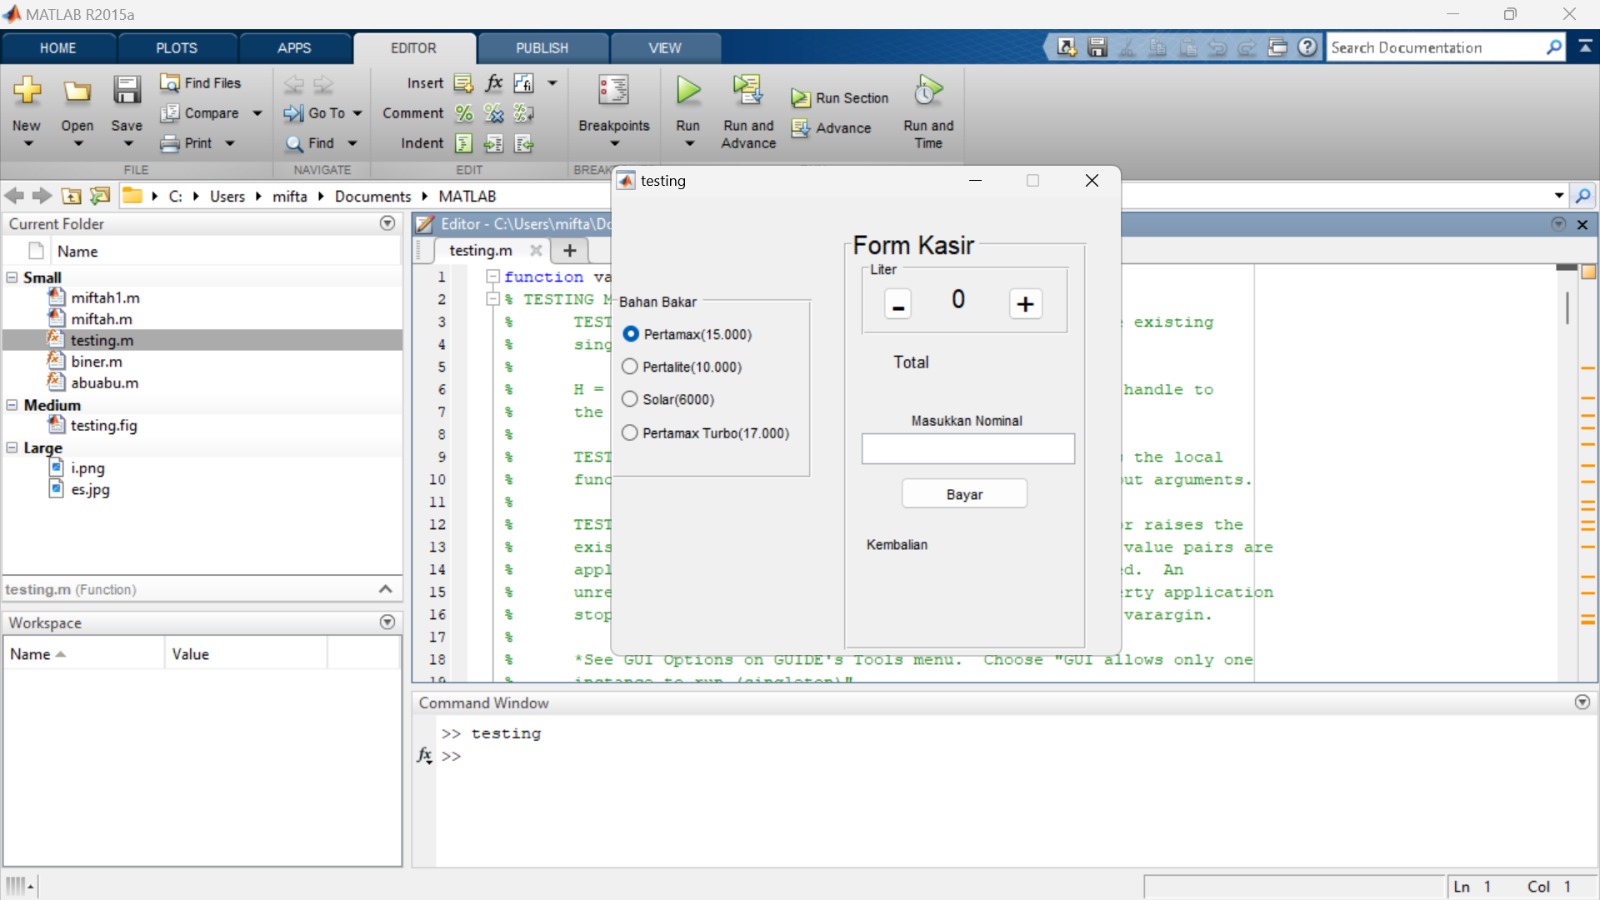 MATLAB R2015a
HOME PLOTS APPS EDITOR PUBLISH VIEW
Search Documentation
New Open Save
Find Files
Compare
Print
FILE
Go To
Find
NAVIGATE
Insert fx
Comment
Indent
EDIT
Breakpoints
BREAK
Run
Run and Advance
Run Section
Advance
Run and Time
C: Users mifta Documents MATLAB
Current Folder
Name
Small
miftah1.m
miftah.m
testing.m
biner.m
abuabu.m
Medium
testing.fig
Large
i.png
es.jpg
testing.m (Function)
Workspace
Name Value
Editor - C:\Users\mifta\Do
testing.m
1 function va
2 % TESTING M
3 % TEST existing
4 % sing
5 %
6 % H = handle to
7 % the
8 %
9 % TEST the local
10 % func ut arguments.
11 %
12 % TEST r raises the
13 % exis value pairs are
14 % appl d. An
15 % unre rty application
16 % stop varargin.
17 %
18 % *See GUI Options on GUIDE's Tools menu. Choose "GUI allows only one
19 % instance to run (singleton)"
testing
Bahan Bakar
Pertamax(15.000)
Pertalite(10.000)
Solar(6000)
Pertamax Turbo(17.000)
Form Kasir
Liter
- 0 +
Total
Masukkan Nominal
Bayar
Kembalian
Command Window
>> testing
fx >>
Ln 1 Col 1